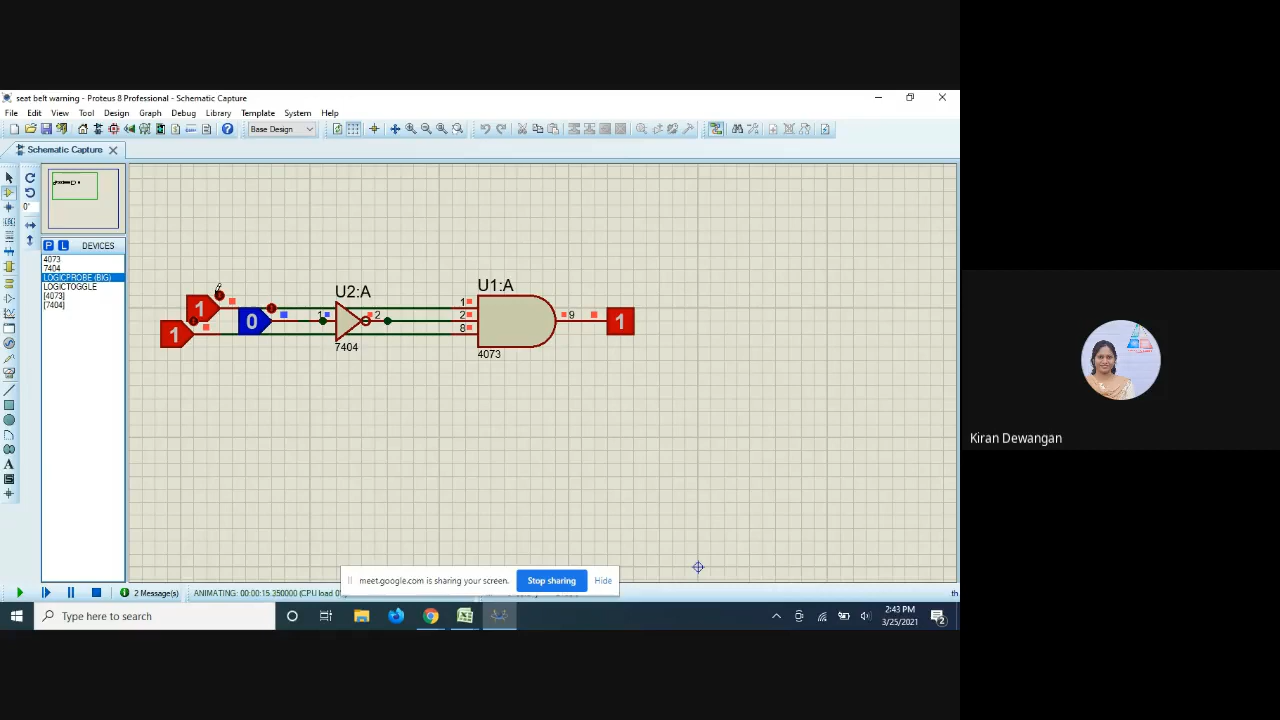 seat belt warning - Proteus 8 Professional - Schematic Capture
File Edit View Tool Design Graph Debug Library Template System Help
Base Design
Schematic Capture
0°
P L DEVICES
4073
7404
LOGICPROBE (BIG)
LOGICTOGGLE
[4073]
[7404]
U2:A
U1:A
1
1
1
0
1
2
1
2
8
9
1
7404
4073
Kiran Dewangan
meet.google.com is sharing your screen.
Stop sharing
Hide
2 Message(s)
ANIMATING: 00:00:15.350000 (CPU load
th
Type here to search
2:43 PM
3/25/2021
2